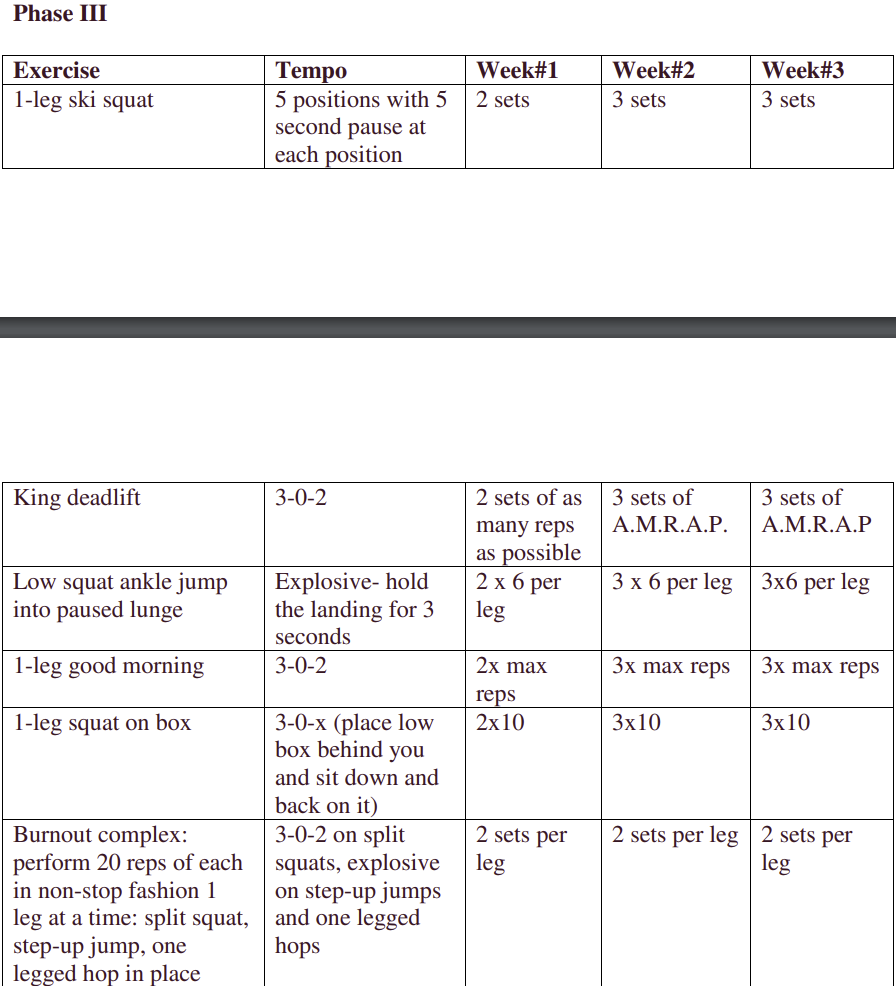 Phase III
Exercise Tempo Week#1 Week#2 Week#3
1-leg ski squat 5 positions with 5 2 sets 3 sets 3 sets
second pause at
each position
King deadlift 3-0-2 2 sets of as 3 sets of 3 sets of
many reps A.M.R.A.P. A.M.R.A.P
as possible
Low squat ankle jump Explosive- hold 2 x 6 per 3 x 6 per leg 3x6 per leg
into paused lunge the landing for 3 leg
seconds
1-leg good morning 3-0-2 2x max 3x max reps 3x max reps
reps
1-leg squat on box 3-0-x (place low 2x10 3x10 3x10
box behind you
and sit down and
back on it)
Burnout complex: 3-0-2 on split 2 sets per 2 sets per leg 2 sets per
perform 20 reps of each squats, explosive leg leg
in non-stop fashion 1 on step-up jumps
leg at a time: split squat, and one legged
step-up jump, one hops
legged hop in place